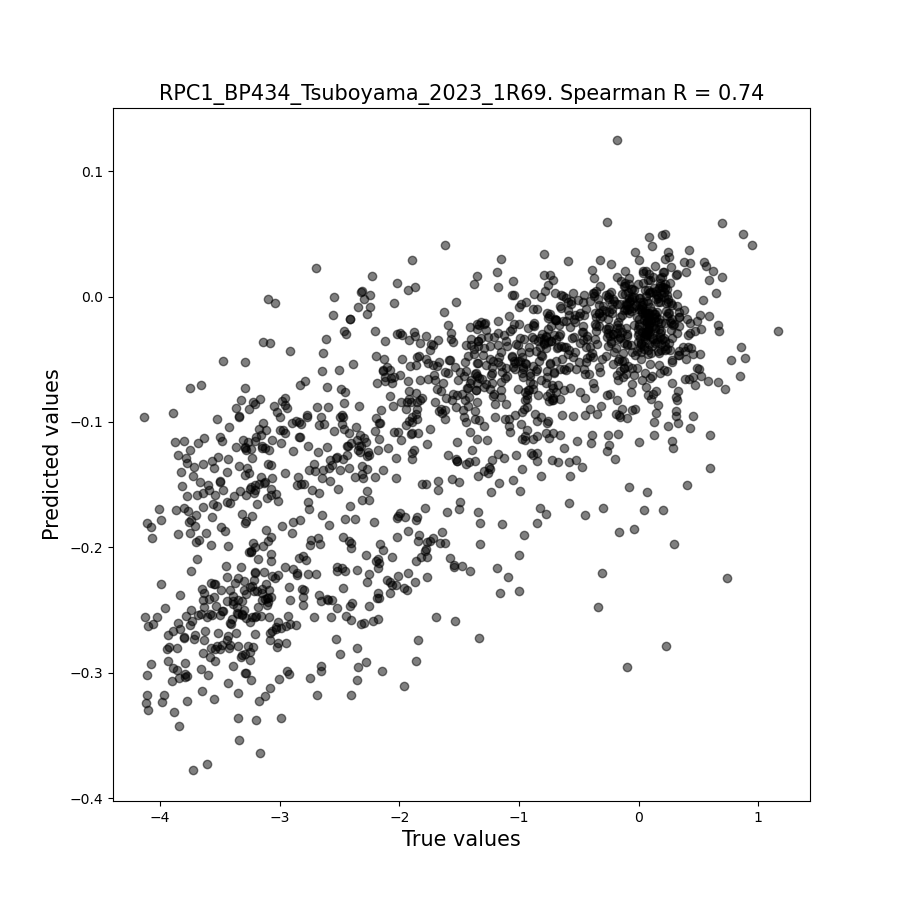 RPC1_BP434_Tsuboyama_2023_1R69. Spearman R = 0.74
Predicted values
0.1
0.0
−0.1
−0.2
−0.3
−0.4
−4 −3 −2 −1 0 1
True values